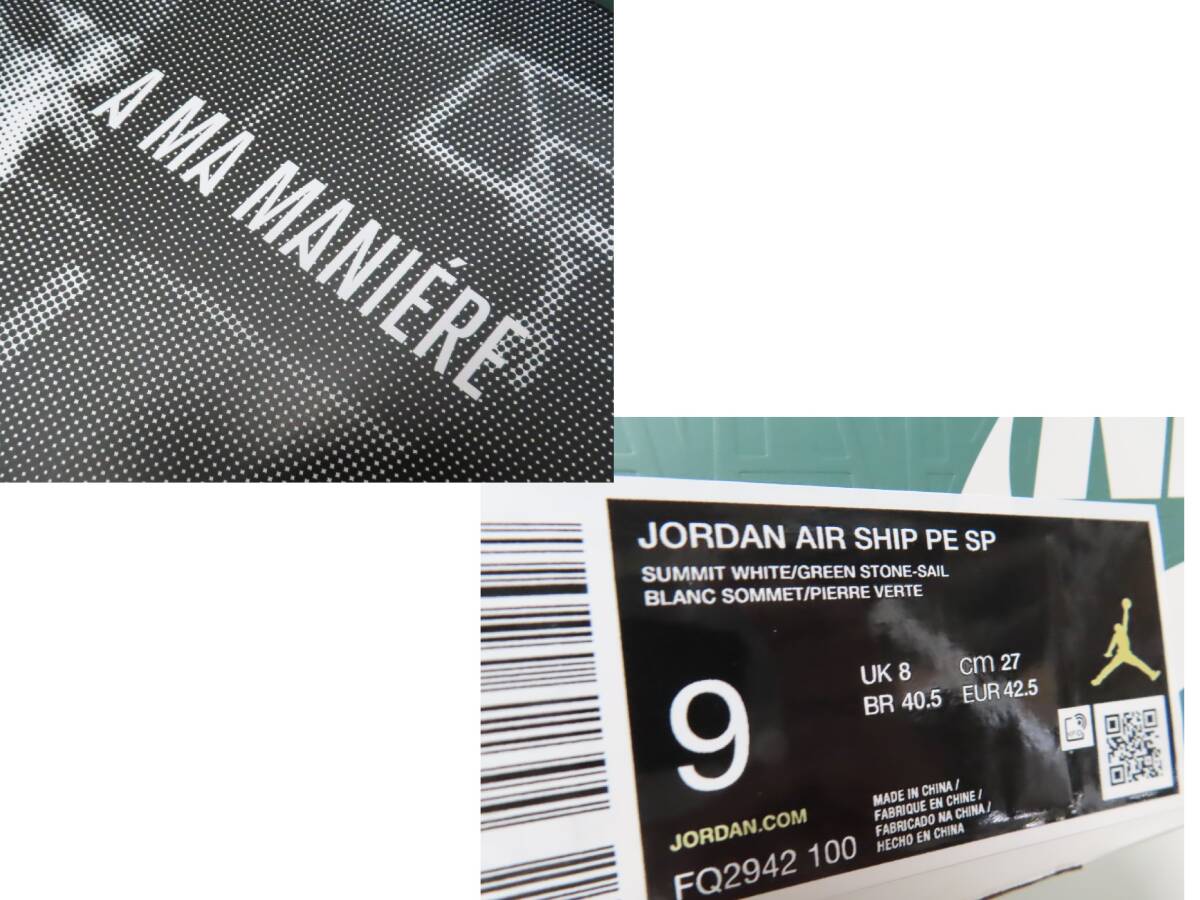 A MA MANIÉRE
JORDAN AIR SHIP PE SP
SUMMIT WHITE/GREEN STONE-SAIL
BLANC SOMMET/PIERRE VERTE
9
UK 8 cm 27
BR 40.5 EUR 42.5
JORDAN.COM
FQ2942 100
MADE IN CHINA /
FABRIQUE EN CHINE /
FABRICADO NA CHINA /
HECHO EN CHINA